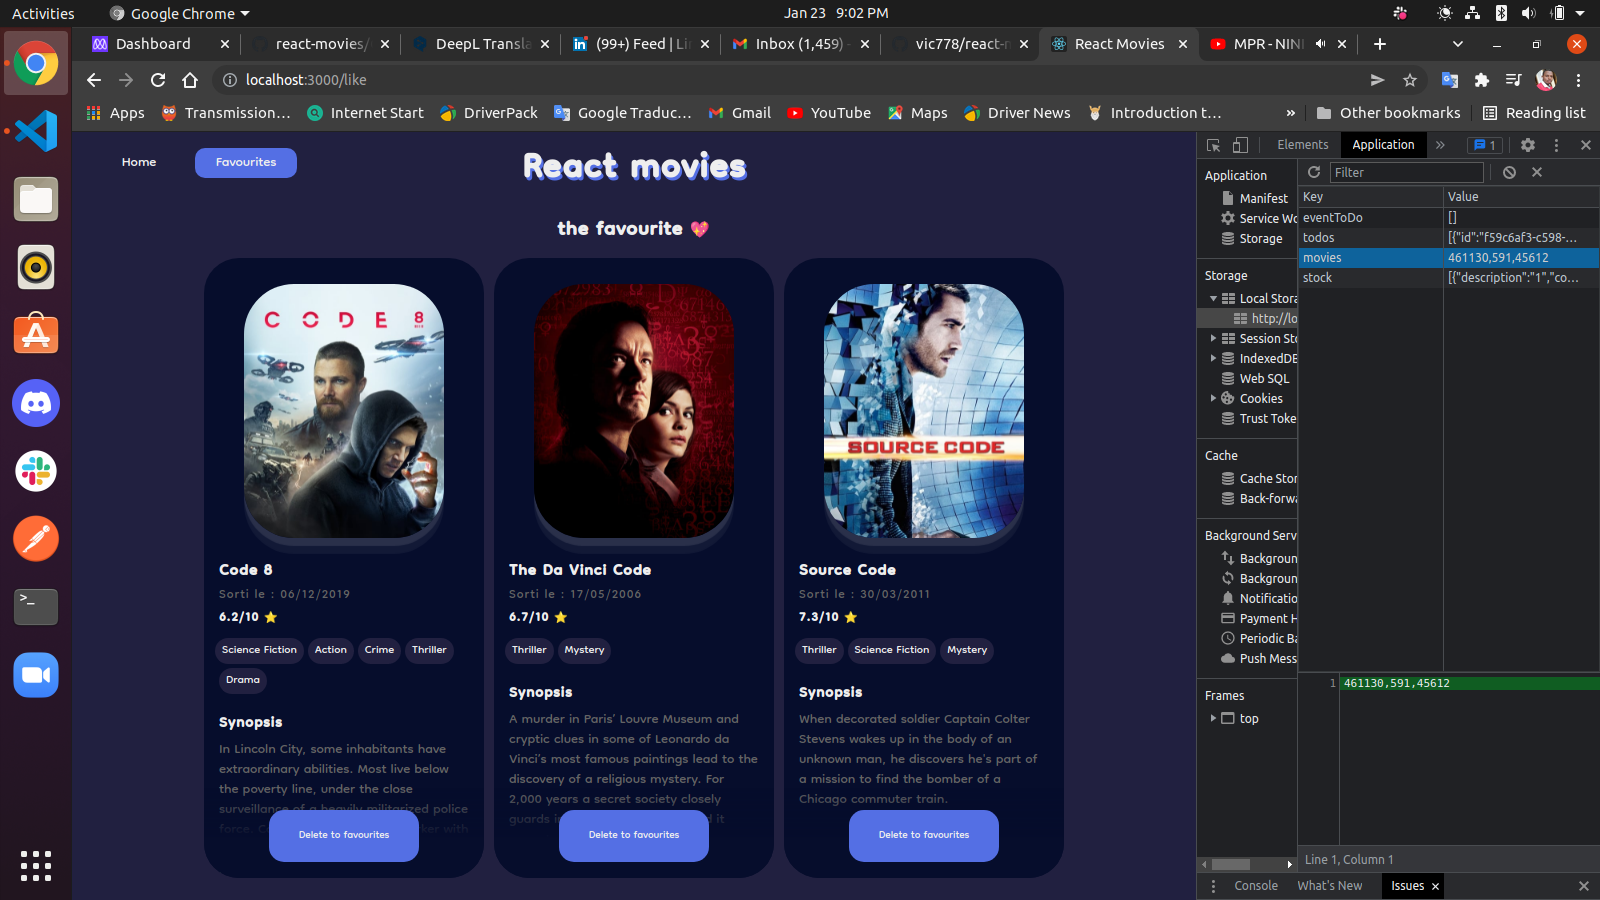 Activities
Google Chrome
Jan 23 9:02 PM
Dashboard
react-movies/
DeepL Transla
(99+) Feed | Li
Inbox (1,459) -
vic778/react-m
React Movies
MPR - NINI
localhost:3000/like
Apps
Transmission...
Internet Start
DriverPack
Google Traduc...
Gmail
YouTube
Maps
Driver News
Introduction t...
»
Other bookmarks
Reading list
Home
Favourites
React movies
the favourite 💖
CODE 8
SOURCE CODE
Code 8
Sorti le : 06/12/2019
6.2/10 ⭐
Science Fiction
Action
Crime
Thriller
Drama
Synopsis
In Lincoln City, some inhabitants have
extraordinary abilities. Most live below
the poverty line, under the close
surveillance of a heavily militarized police
force.
ker with
Delete to favourites
The Da Vinci Code
Sorti le : 17/05/2006
6.7/10 ⭐
Thriller
Mystery
Synopsis
A murder in Paris' Louvre Museum and
cryptic clues in some of Leonardo da
Vinci's most famous paintings lead to the
discovery of a religious mystery. For
2,000 years a secret society closely
guards
d it
Delete to favourites
Source Code
Sorti le : 30/03/2011
7.3/10 ⭐
Thriller
Science Fiction
Mystery
Synopsis
When decorated soldier Captain Colter
Stevens wakes up in the body of an
unknown man, he discovers he's part of
a mission to find the bomber of a
Chicago commuter train.
Delete to favourites
Elements
Application
»
1
Application
Manifest
Service Wo
Storage
Storage
Local Stora
http://lo
Session Sto
IndexedDB
Web SQL
Cookies
Trust Toke
Cache
Cache Stor
Back-forwa
Background Serv
Backgroun
Backgroun
Notificatio
Payment H
Periodic Ba
Push Mess
Frames
top
Filter
Key
Value
eventToDo
[]
todos
[{"id":"f59c6af3-c598-...
movies
461130,591,45612
stock
[{"description":"1","co...
1
461130,591,45612
Line 1, Column 1
Console
What's New
Issues